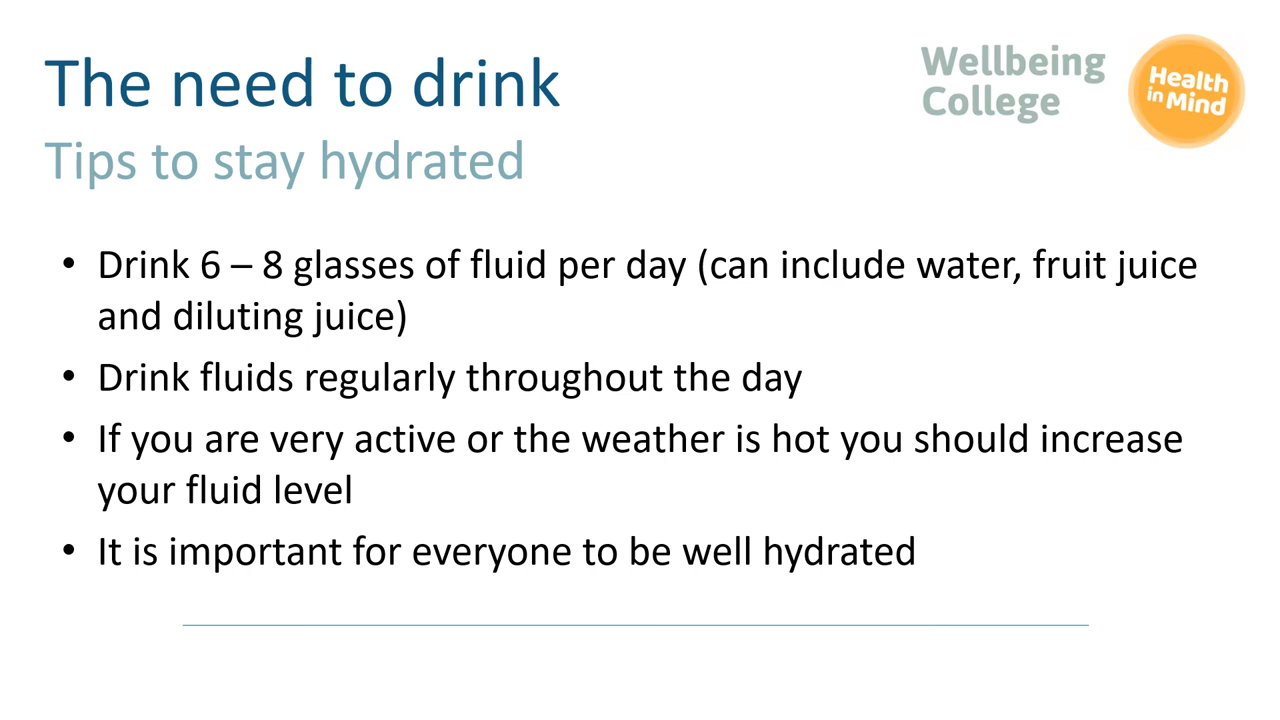 The need to drink
Tips to stay hydrated
Wellbeing
College
Health
in Mind
• Drink 6 – 8 glasses of fluid per day (can include water, fruit juice
and diluting juice)
• Drink fluids regularly throughout the day
• If you are very active or the weather is hot you should increase
your fluid level
• It is important for everyone to be well hydrated